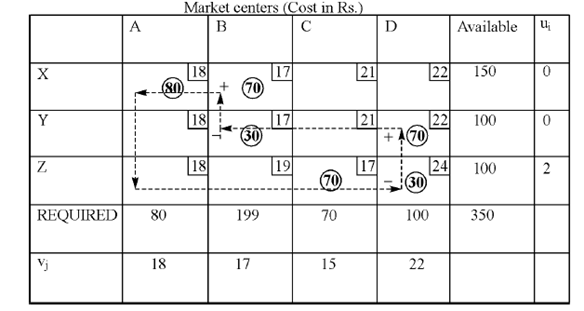 Market centers (Cost in Rs.)
A B C D Available ui
X 18 80 + 17 70 21 22 150 0
Y 18 − 17 30 21 + 22 70 100 0
Z 18 19 17 70 − 24 30 100 2
REQUIRED 80 199 70 100 350
vj 18 17 15 22